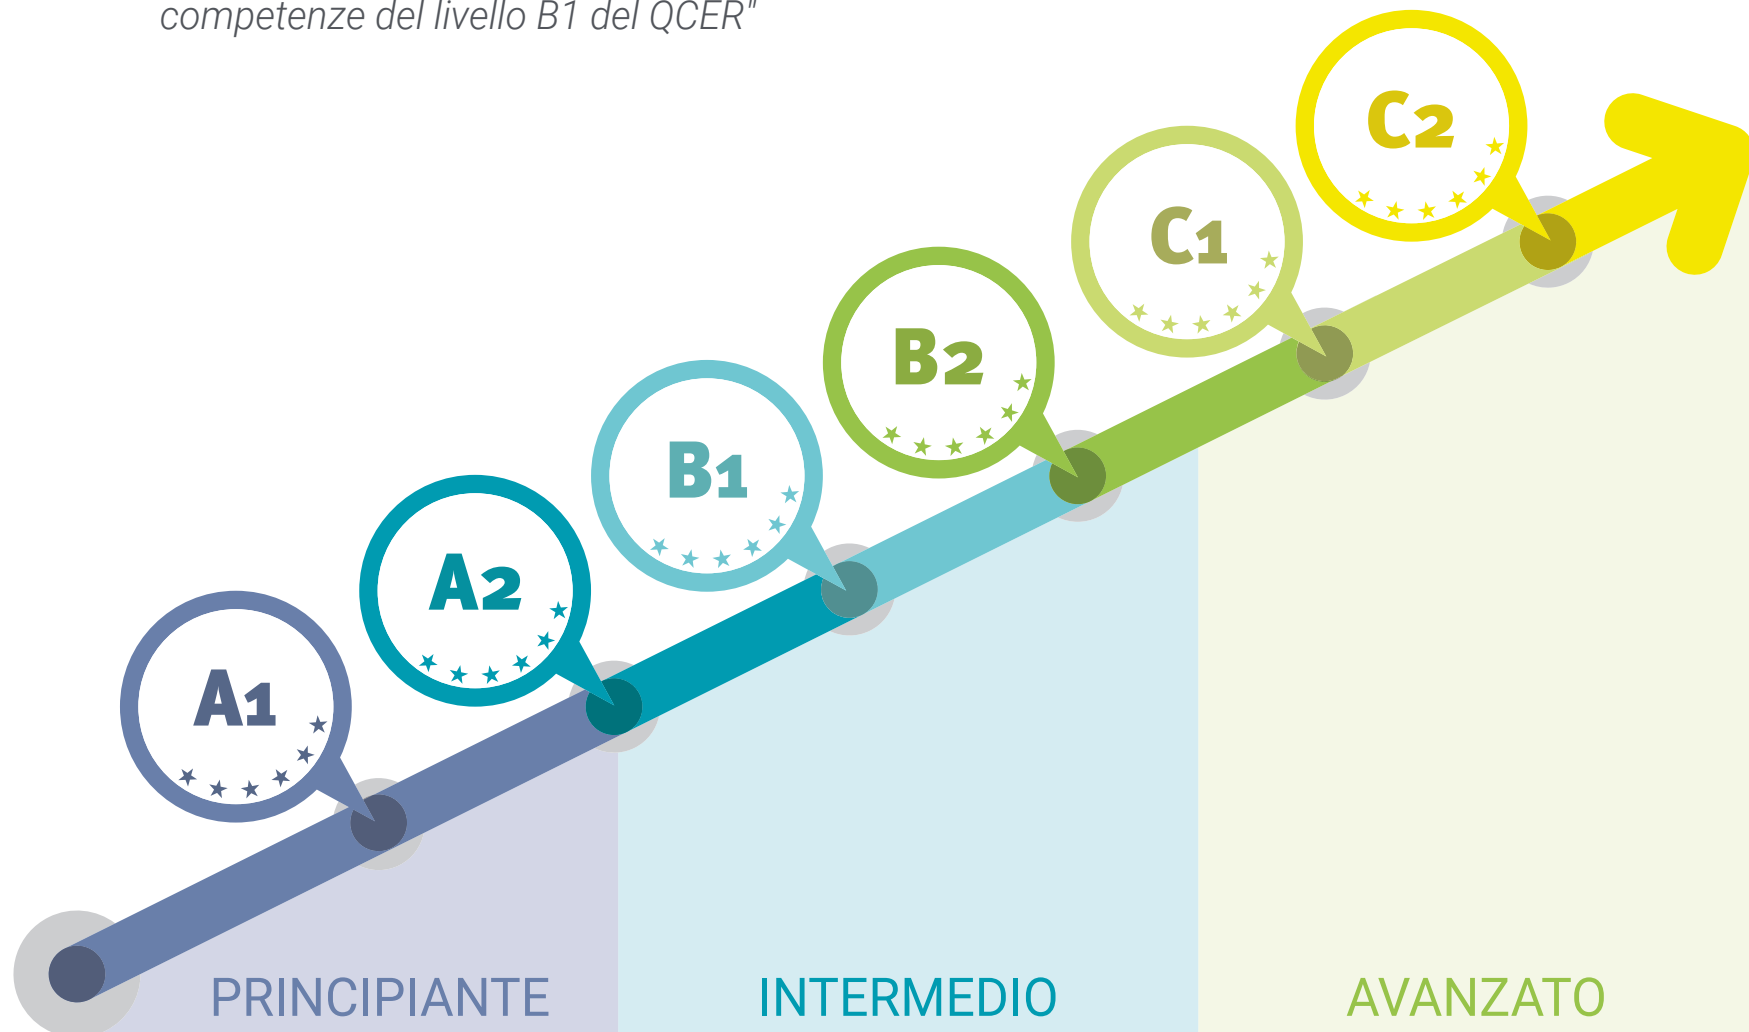 competenze del livello B1 del QCER"
C2
C1
B2
B1
A2
A1
PRINCIPIANTE INTERMEDIO AVANZATO